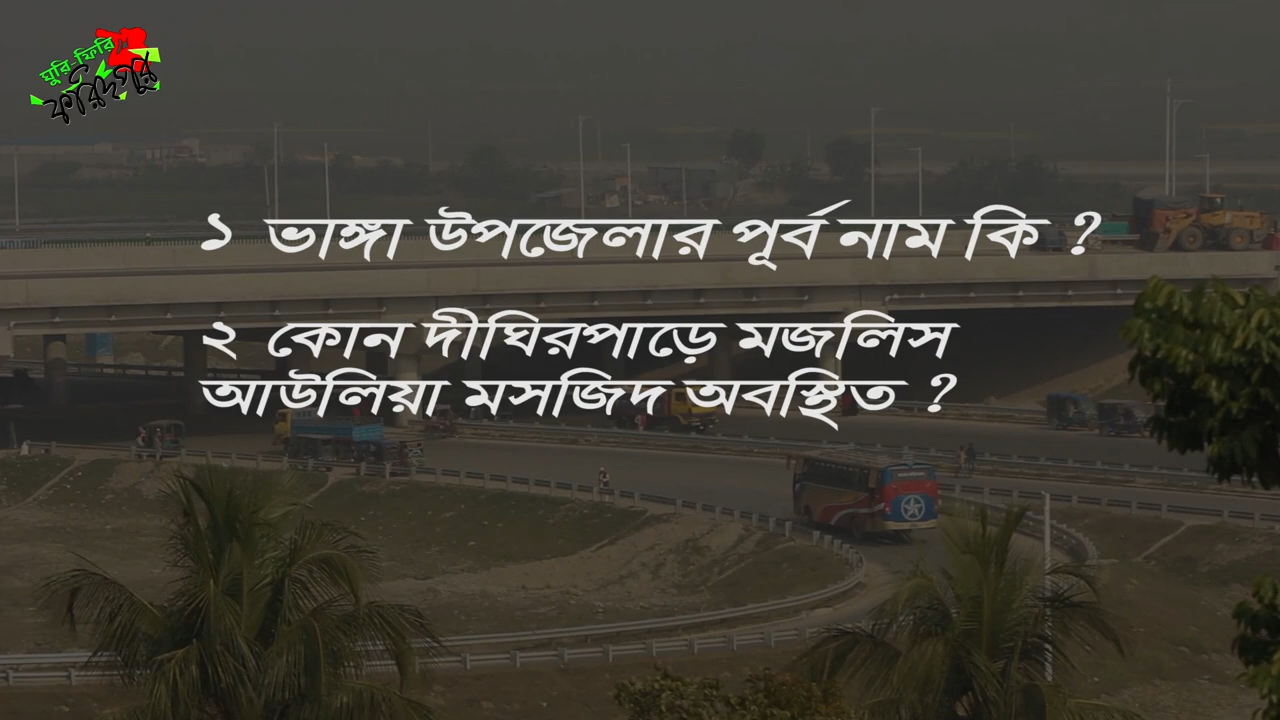 ঘুরি-ফিরি
ফরিদপুর
১ ভাঙ্গা উপজেলার পূর্ব নাম কি ?
২ কোন দীঘিরপাড়ে মজলিস
আউলিয়া মসজিদ অবস্থিত ?